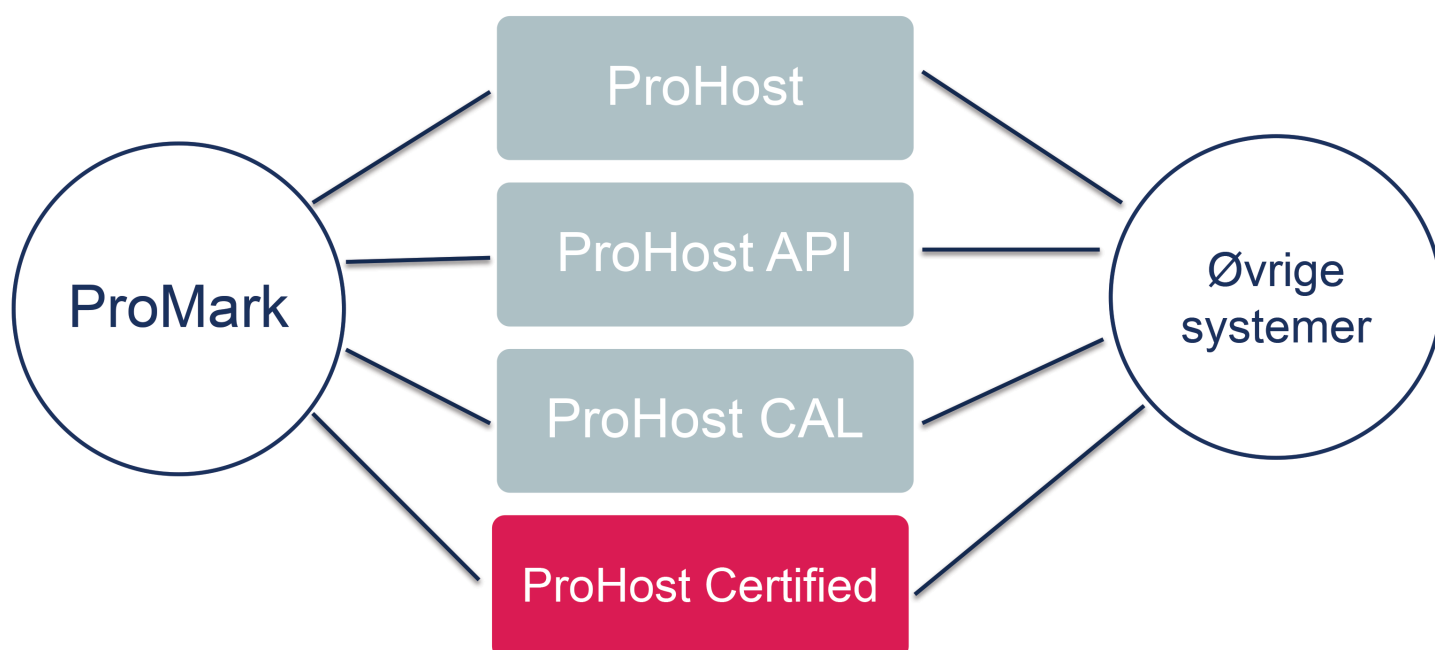 ProHost
ProMark
ProHost API
Øvrige
systemer
ProHost CAL
ProHost Certified